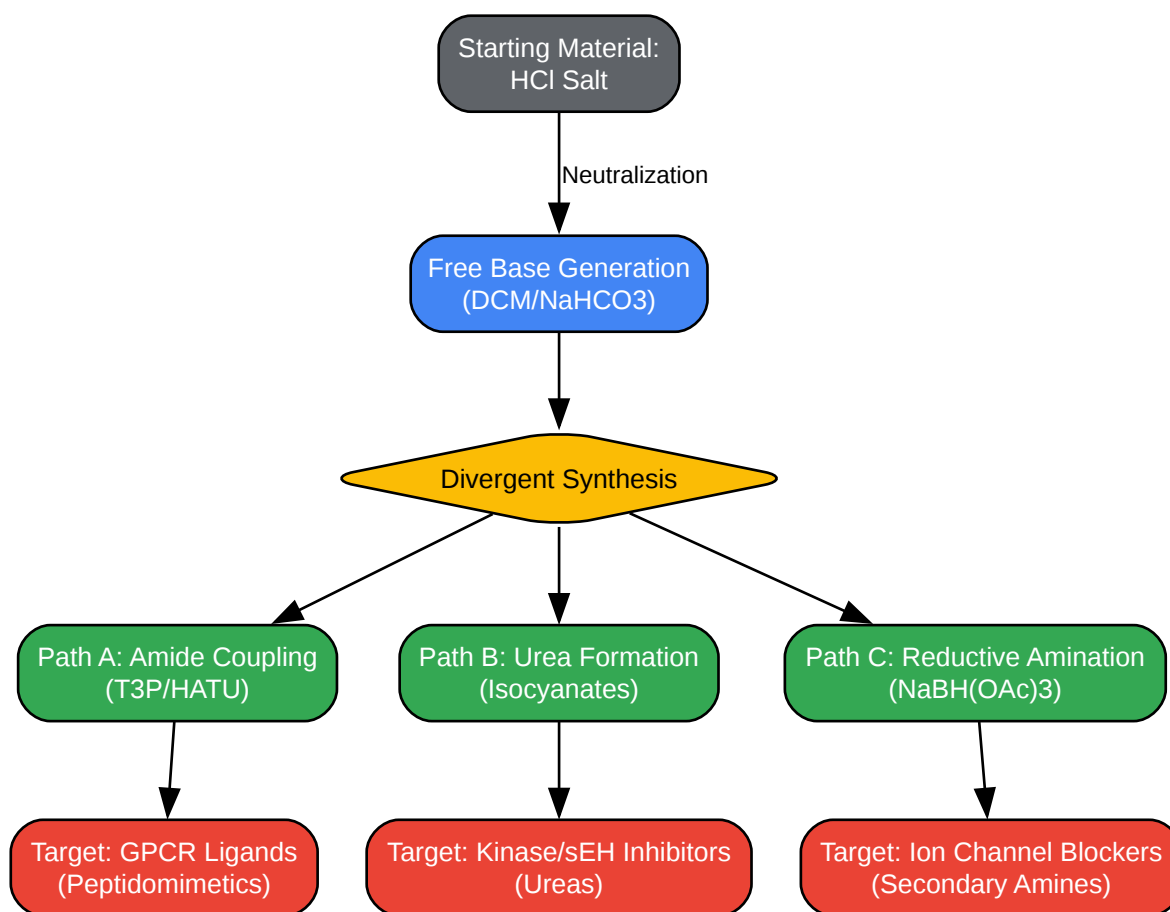 Starting Material:
HCl Salt
Neutralization
Free Base Generation
(DCM/NaHCO3)
Divergent Synthesis
Path A: Amide Coupling
(T3P/HATU)
Path B: Urea Formation
(Isocyanates)
Path C: Reductive Amination
(NaBH(OAc)3)
Target: GPCR Ligands
(Peptidomimetics)
Target: Kinase/sEH Inhibitors
(Ureas)
Target: Ion Channel Blockers
(Secondary Amines)